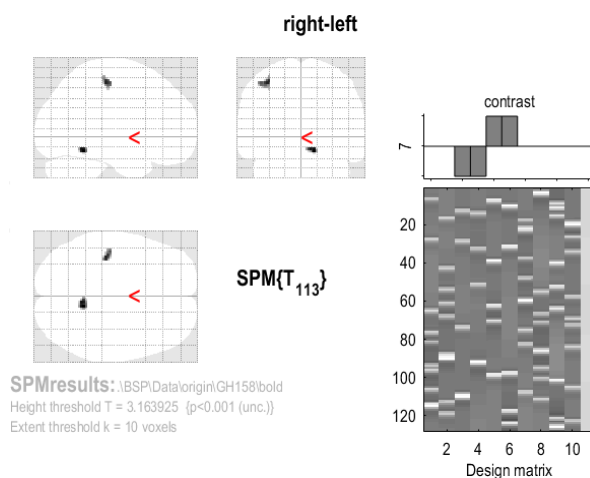 right-left
contrast
7
SPM{T113}
20
40
60
80
100
120
2 4 6 8 10
Design matrix
SPMresults: .\BSP\Data\origin\GH158\bold
Height threshold T = 3.163925 {p<0.001 (unc.)}
Extent threshold k = 10 voxels